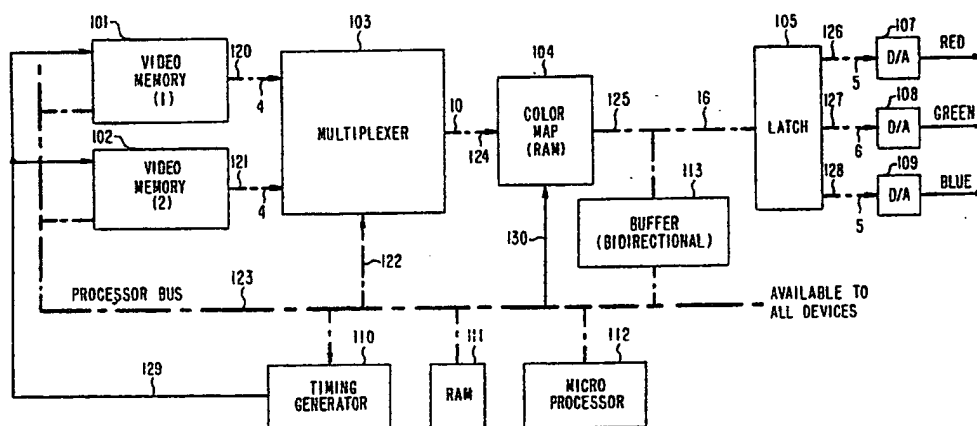 101
VIDEO
MEMORY
(1)
120
4
102
VIDEO
MEMORY
(2)
121
4
103
MULTIPLEXER
10
124
104
COLOR
MAP
(RAM)
125
16
105
LATCH
126
5
107
D/A
RED
127
6
108
D/A
GREEN
128
5
109
D/A
BLUE
113
BUFFER
(BIDIRECTIONAL)
122
130
PROCESSOR BUS
123
AVAILABLE TO
ALL DEVICES
129
110
TIMING
GENERATOR
111
RAM
112
MICRO
PROCESSOR